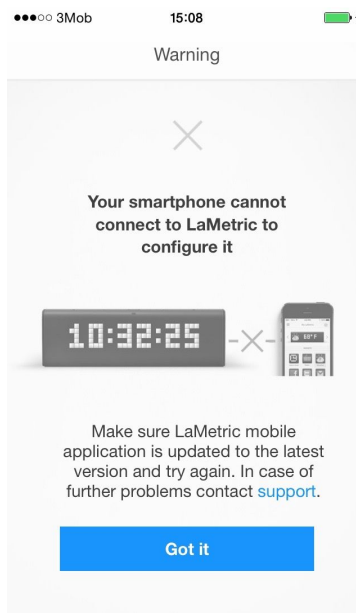 3Mob 15:08
Warning
Your smartphone cannot
connect to LaMetric to
configure it
10:32:25
60°F
Make sure LaMetric mobile
application is updated to the latest
version and try again. In case of
further problems contact support.
Got it